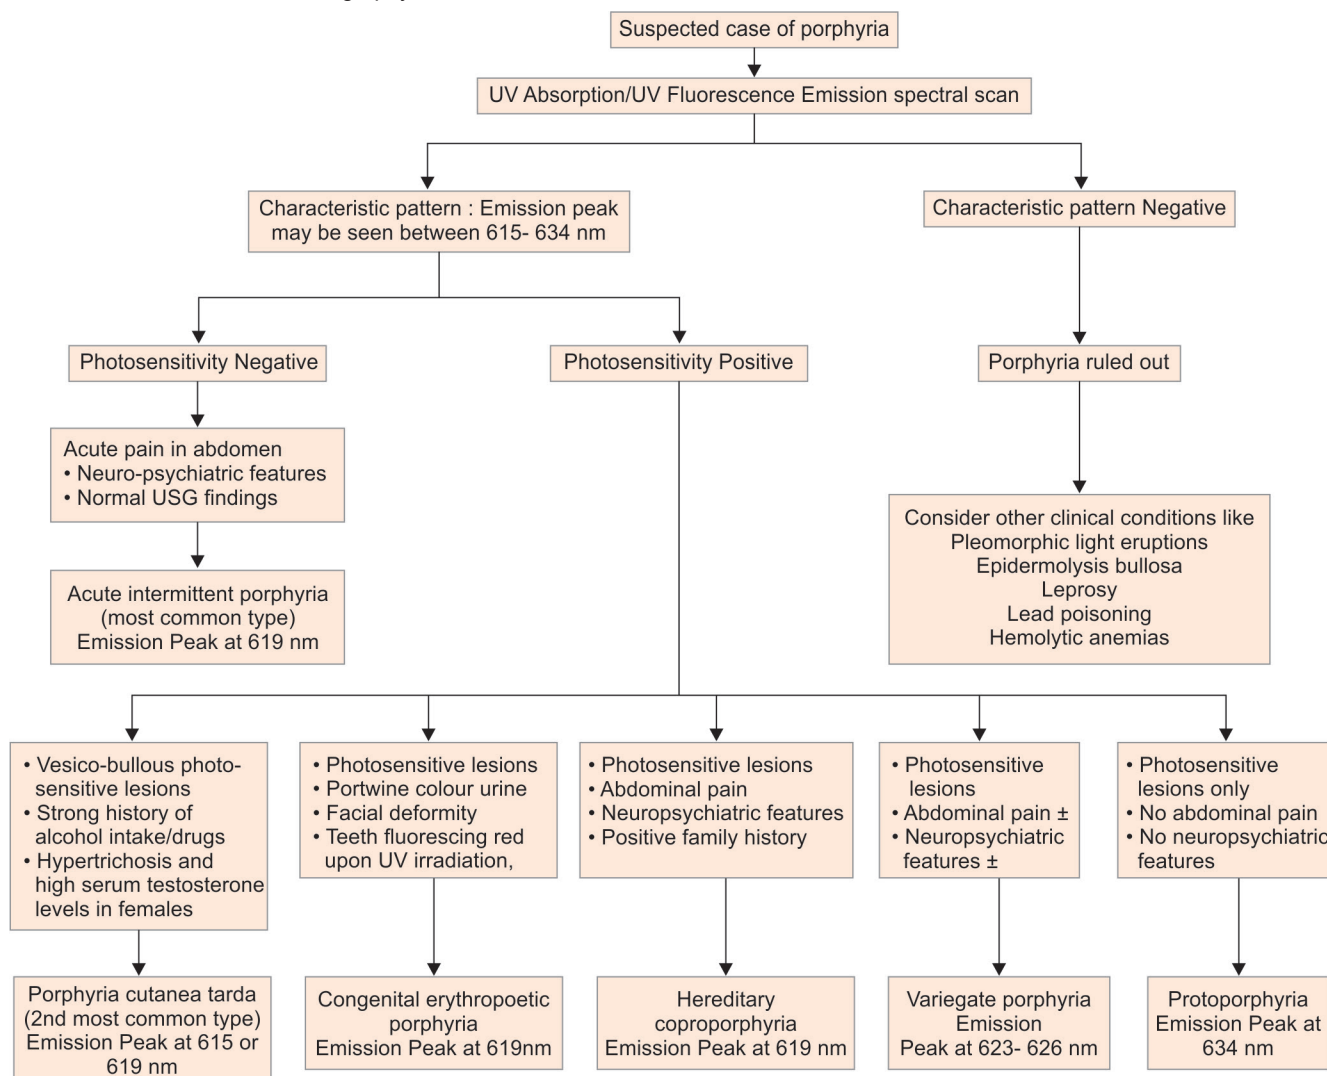 Suspected case of porphyria
UV Absorption/UV Fluorescence Emission spectral scan
Characteristic pattern : Emission peak
may be seen between 615- 634 nm
Characteristic pattern Negative
Photosensitivity Negative
Photosensitivity Positive
Porphyria ruled out
Acute pain in abdomen
• Neuro-psychiatric features
• Normal USG findings
Consider other clinical conditions like
Pleomorphic light eruptions
Epidermolysis bullosa
Leprosy
Lead poisoning
Hemolytic anemias
Acute intermittent porphyria
(most common type)
Emission Peak at 619 nm
• Vesico-bullous photo-
sensitive lesions
• Strong history of
alcohol intake/drugs
• Hypertrichosis and
high serum testosterone
levels in females
• Photosensitive lesions
• Portwine colour urine
• Facial deformity
• Teeth fluorescing red
upon UV irradiation,
• Photosensitive lesions
• Abdominal pain
• Neuropsychiatric features
• Positive family history
• Photosensitive
lesions
• Abdominal pain ±
• Neuropsychiatric
features ±
• Photosensitive
lesions only
• No abdominal pain
• No neuropsychiatric
features
Porphyria cutanea tarda
(2nd most common type)
Emission Peak at 615 or
619 nm
Congenital erythropoetic
porphyria
Emission Peak at 619nm
Hereditary
coproporphyria
Emission Peak at 619 nm
Variegate porphyria
Emission
Peak at 623- 626 nm
Protoporphyria
Emission Peak at
634 nm